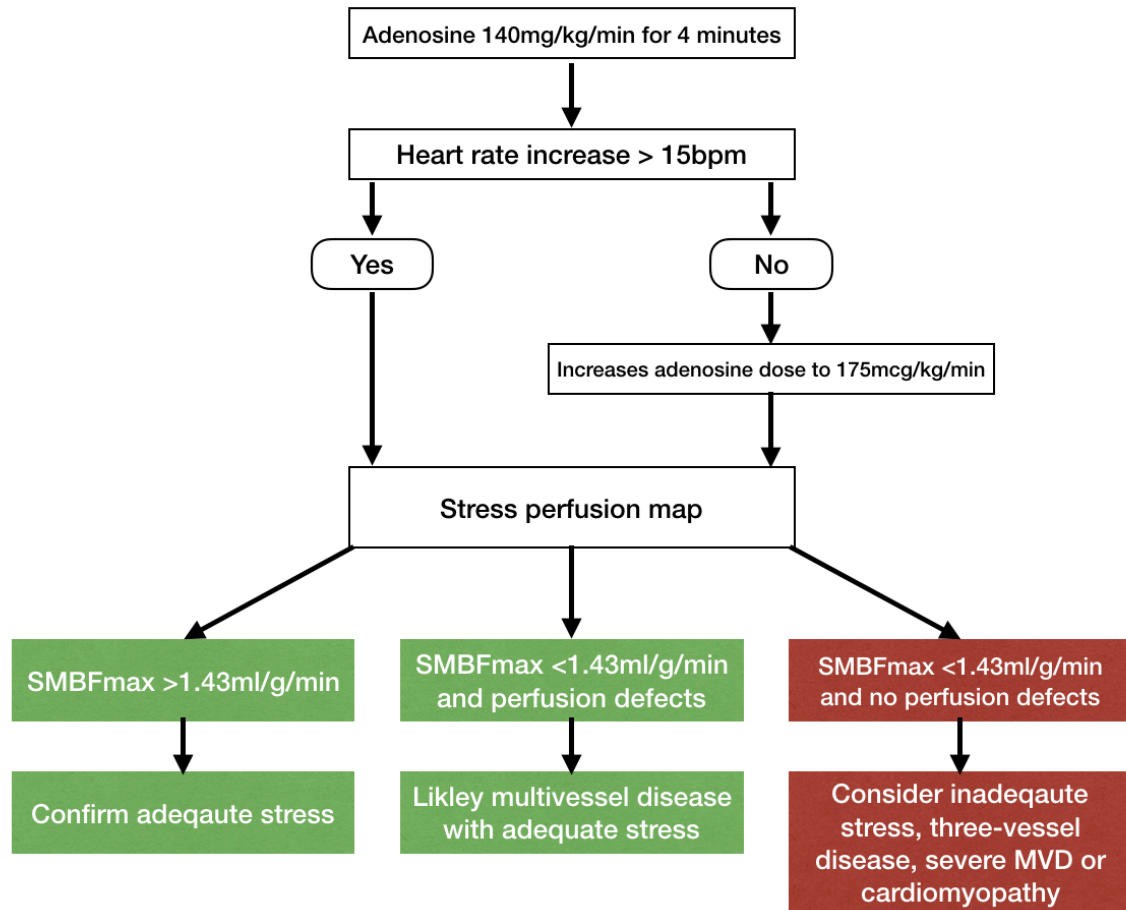 Adenosine 140mg/kg/min for 4 minutes
Heart rate increase > 15bpm
Yes
No
Increases adenosine dose to 175mcg/kg/min
Stress perfusion map
SMBFmax >1.43ml/g/min
SMBFmax <1.43ml/g/min
and perfusion defects
SMBFmax <1.43ml/g/min
and no perfusion defects
Confirm adeqaute stress
Likley multivessel disease
with adequate stress
Consider inadeqaute
stress, three-vessel
disease, severe MVD or
cardiomyopathy